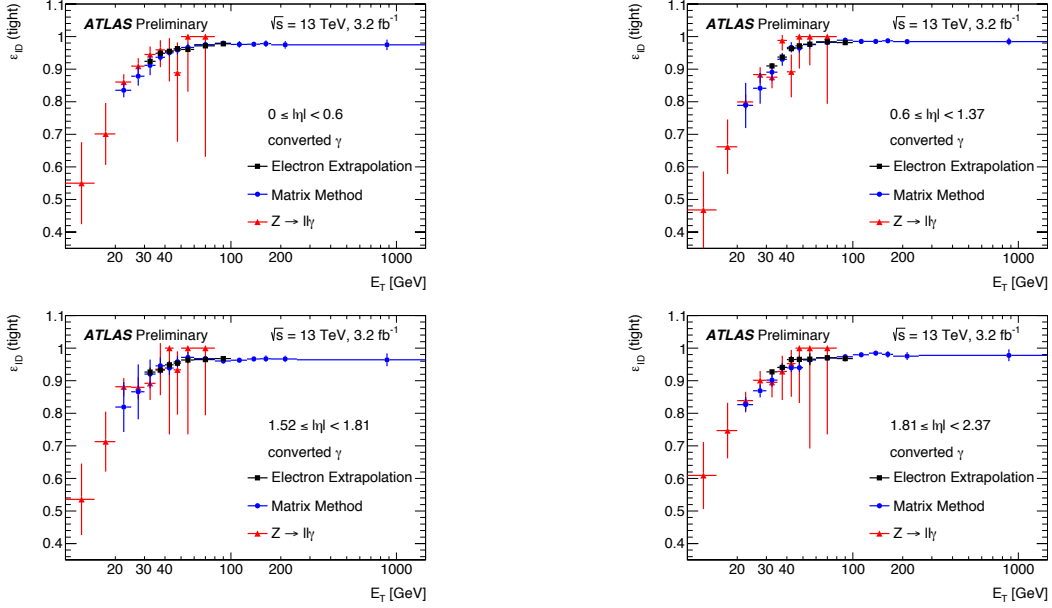 ATLAS Preliminary
√s = 13 TeV, 3.2 fb⁻¹
ε_ID (tight)
1
0.9
0.8
0.7
0.6
0.5
0.4
0 ≤ |η| < 0.6
converted γ
Electron Extrapolation
Matrix Method
Z → llγ
20 30 40 100 200 1000
E_T [GeV]
ATLAS Preliminary
√s = 13 TeV, 3.2 fb⁻¹
ε_ID (tight)
1
0.9
0.8
0.7
0.6
0.5
0.4
0.6 ≤ |η| < 1.37
converted γ
Electron Extrapolation
Matrix Method
Z → llγ
20 30 40 100 200 1000
E_T [GeV]
ATLAS Preliminary
√s = 13 TeV, 3.2 fb⁻¹
ε_ID (tight)
1
0.9
0.8
0.7
0.6
0.5
0.4
1.52 ≤ |η| < 1.81
converted γ
Electron Extrapolation
Matrix Method
Z → llγ
20 30 40 100 200 1000
E_T [GeV]
ATLAS Preliminary
√s = 13 TeV, 3.2 fb⁻¹
ε_ID (tight)
1
0.9
0.8
0.7
0.6
0.5
0.4
1.81 ≤ |η| < 2.37
converted γ
Electron Extrapolation
Matrix Method
Z → llγ
20 30 40 100 200 1000
E_T [GeV]